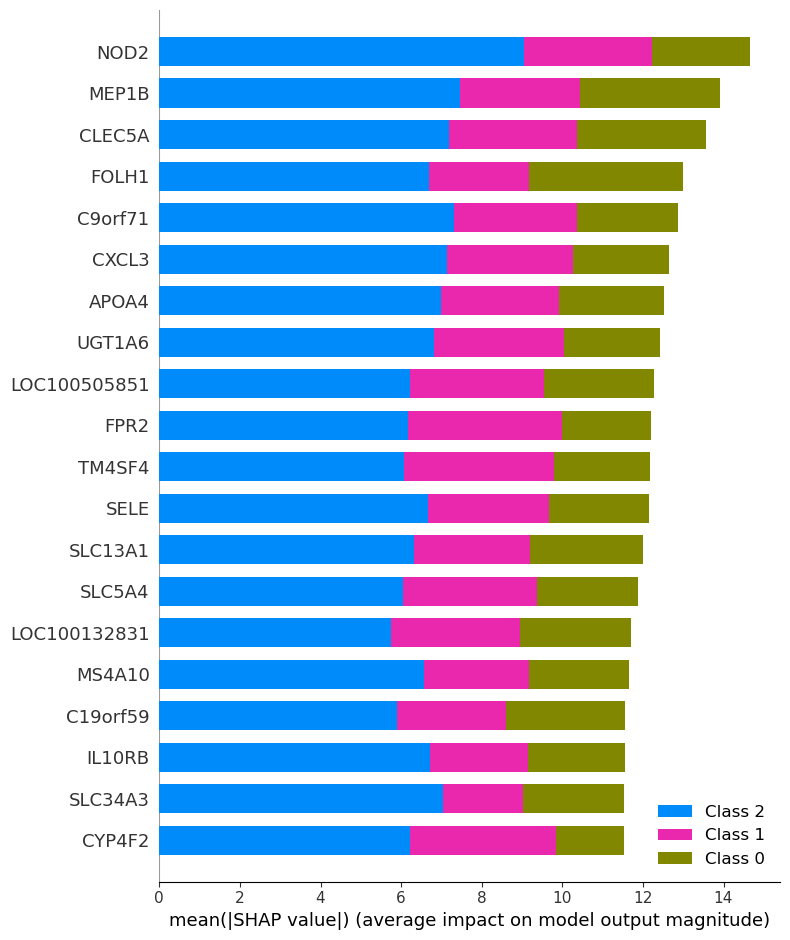 NOD2
MEP1B
CLEC5A
FOLH1
C9orf71
CXCL3
APOA4
UGT1A6
LOC100505851
FPR2
TM4SF4
SELE
SLC13A1
SLC5A4
LOC100132831
MS4A10
C19orf59
IL10RB
SLC34A3
CYP4F2
Class 2
Class 1
Class 0
0 2 4 6 8 10 12 14
mean(|SHAP value|) (average impact on model output magnitude)